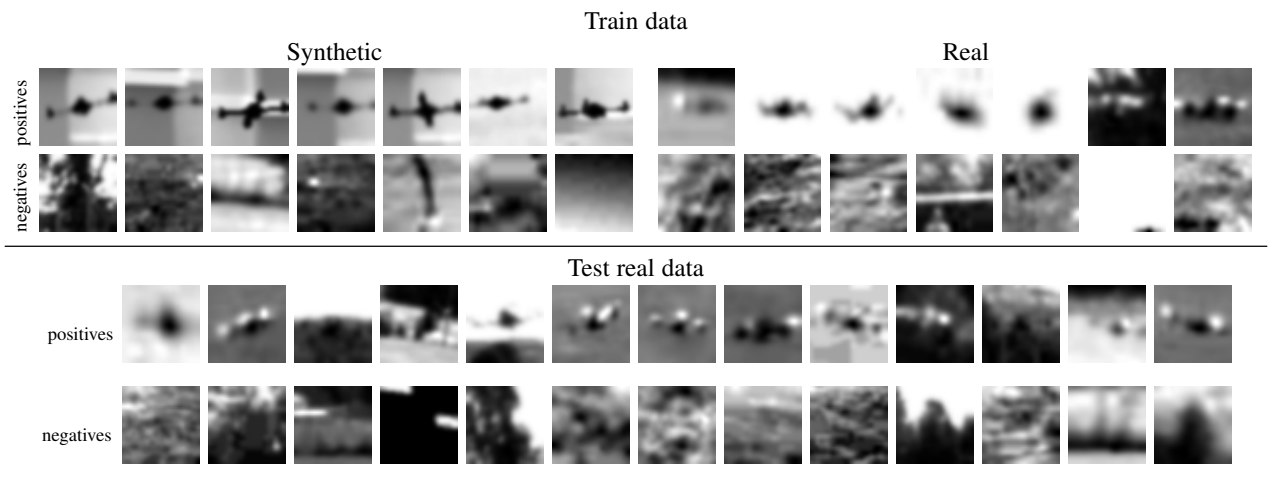 Train data
Synthetic
Real
positives
negatives
Test real data
positives
negatives